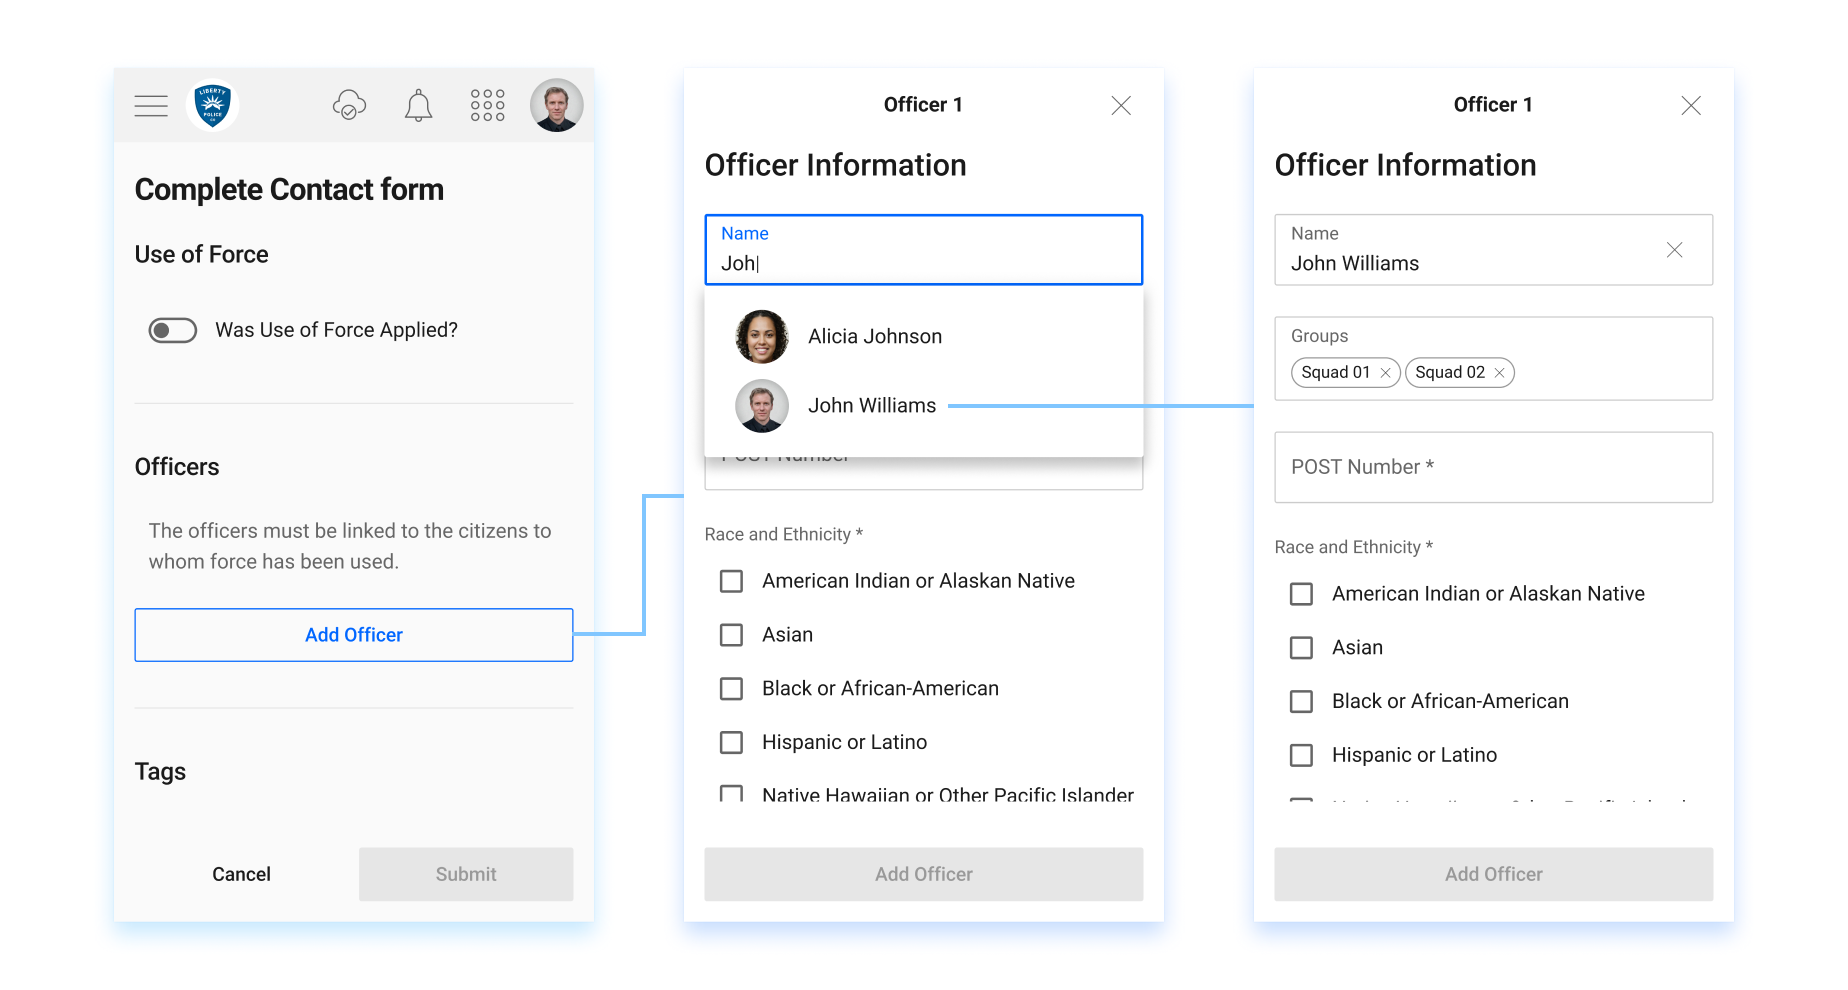 LIBERTY
POLICE
CO
Complete Contact form
Use of Force
Was Use of Force Applied?
Officers
The officers must be linked to the citizens to
whom force has been used.
Add Officer
Tags
Cancel
Submit
Officer 1
Officer Information
Name
Joh
Alicia Johnson
John Williams
POST Number
Race and Ethnicity *
American Indian or Alaskan Native
Asian
Black or African-American
Hispanic or Latino
Native Hawaiian or Other Pacific Islander
Add Officer
Officer 1
Officer Information
Name
John Williams
Groups
Squad 01
Squad 02
POST Number *
Race and Ethnicity *
American Indian or Alaskan Native
Asian
Black or African-American
Hispanic or Latino
Add Officer